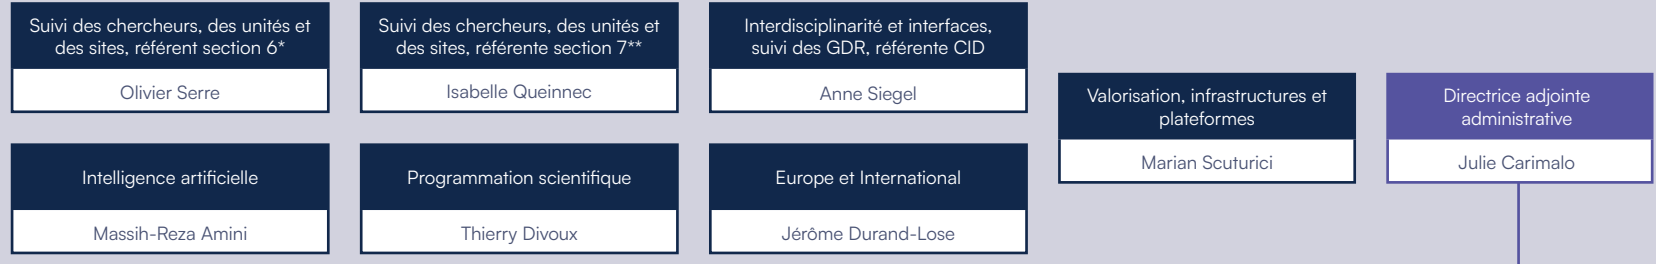 Suivi des chercheurs, des unités et
des sites, référent section 6*
Olivier Serre
Suivi des chercheurs, des unités et
des sites, référente section 7**
Isabelle Queinnec
Interdisciplinarité et interfaces,
suivi des GDR, référente CID
Anne Siegel
Valorisation, infrastructures et
plateformes
Marian Scuturici
Directrice adjointe
administrative
Julie Carimalo
Intelligence artificielle
Massih-Reza Amini
Programmation scientifique
Thierry Divoux
Europe et International
Jérôme Durand-Lose